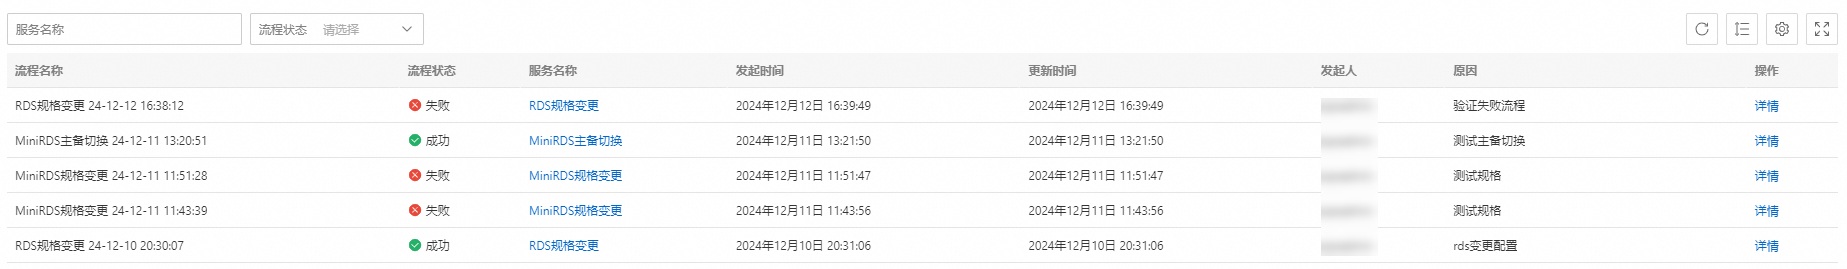 服务名称 流程状态 请选择
流程名称 流程状态 服务名称 发起时间 更新时间 发起人 原因 操作
RDS规格变更 24-12-12 16:38:12 失败 RDS规格变更 2024年12月12日 16:39:49 2024年12月12日 16:39:49 验证失败流程 详情
MiniRDS主备切换 24-12-11 13:20:51 成功 MiniRDS主备切换 2024年12月11日 13:21:50 2024年12月11日 13:21:50 测试主备切换 详情
MiniRDS规格变更 24-12-11 11:51:28 失败 MiniRDS规格变更 2024年12月11日 11:51:47 2024年12月11日 11:51:47 测试规格 详情
MiniRDS规格变更 24-12-11 11:43:39 失败 MiniRDS规格变更 2024年12月11日 11:43:56 2024年12月11日 11:43:56 测试规格 详情
RDS规格变更 24-12-10 20:30:07 成功 RDS规格变更 2024年12月10日 20:31:06 2024年12月10日 20:31:06 rds变更配置 详情